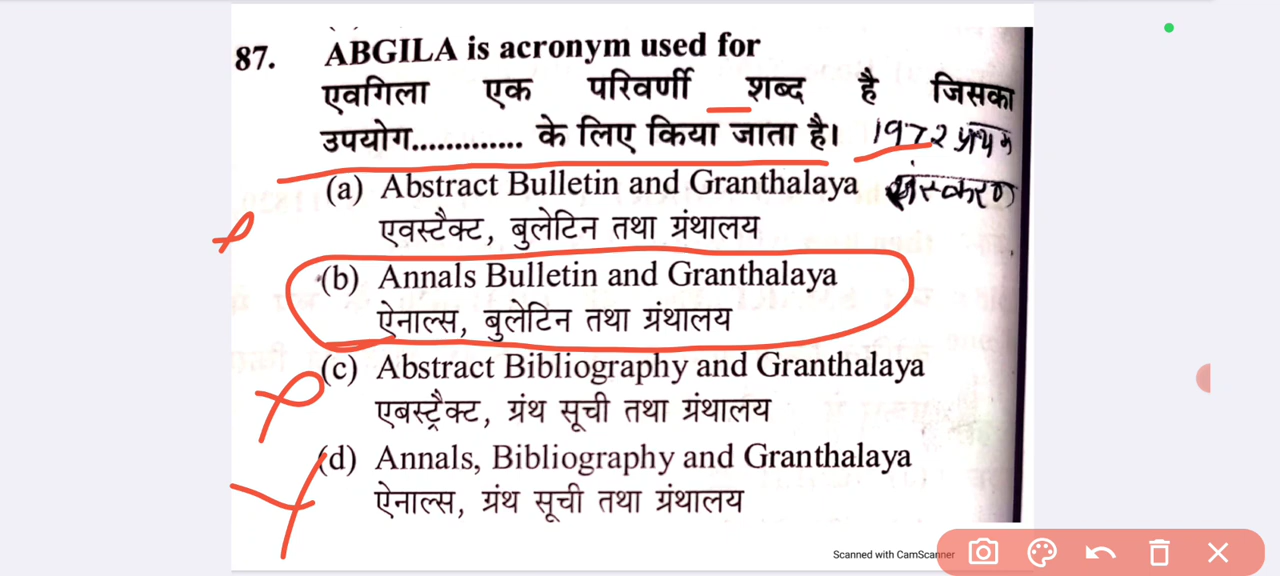 87. ABGILA is acronym used for
एवगिला एक परिवर्णी शब्द है जिसका
उपयोग............. के लिए किया जाता है। 1972 प्रथम
संस्करण
(a) Abstract Bulletin and Granthalaya
एवस्टैक्ट, बुलेटिन तथा ग्रंथालय
(b) Annals Bulletin and Granthalaya
ऐनाल्स, बुलेटिन तथा ग्रंथालय
(c) Abstract Bibliography and Granthalaya
एबस्ट्रैक्ट, ग्रंथ सूची तथा ग्रंथालय
(d) Annals, Bibliography and Granthalaya
ऐनाल्स, ग्रंथ सूची तथा ग्रंथालय
Scanned with CamScanner